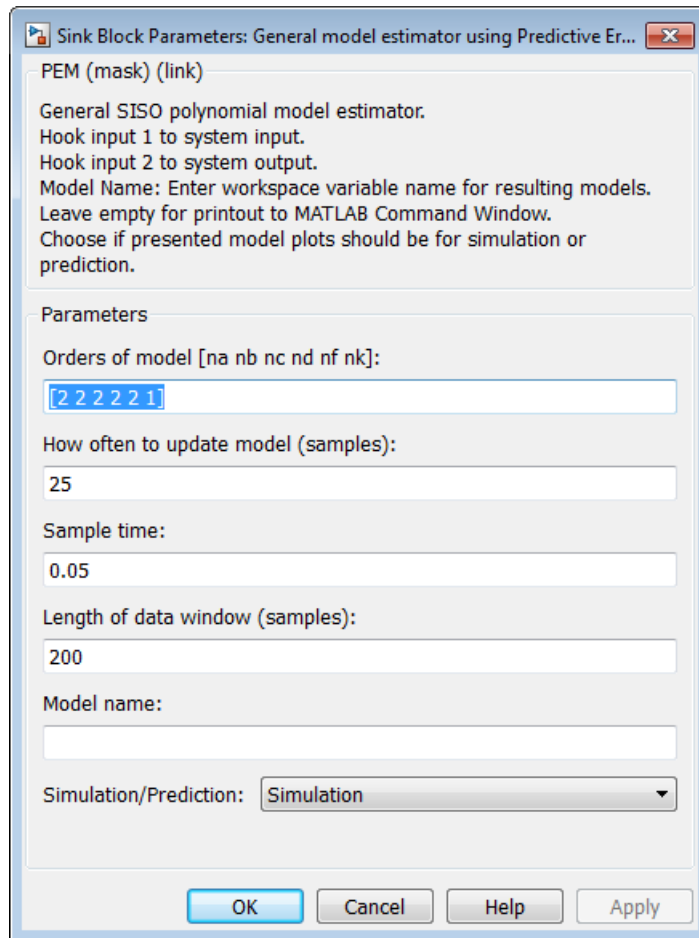 Sink Block Parameters: General model estimator using Predictive Er...
PEM (mask) (link)
General SISO polynomial model estimator.
Hook input 1 to system input.
Hook input 2 to system output.
Model Name: Enter workspace variable name for resulting models.
Leave empty for printout to MATLAB Command Window.
Choose if presented model plots should be for simulation or
prediction.
Parameters
Orders of model [na nb nc nd nf nk]:
[2 2 2 2 2 1]
How often to update model (samples):
25
Sample time:
0.05
Length of data window (samples):
200
Model name:
Simulation/Prediction: Simulation
OK Cancel Help Apply